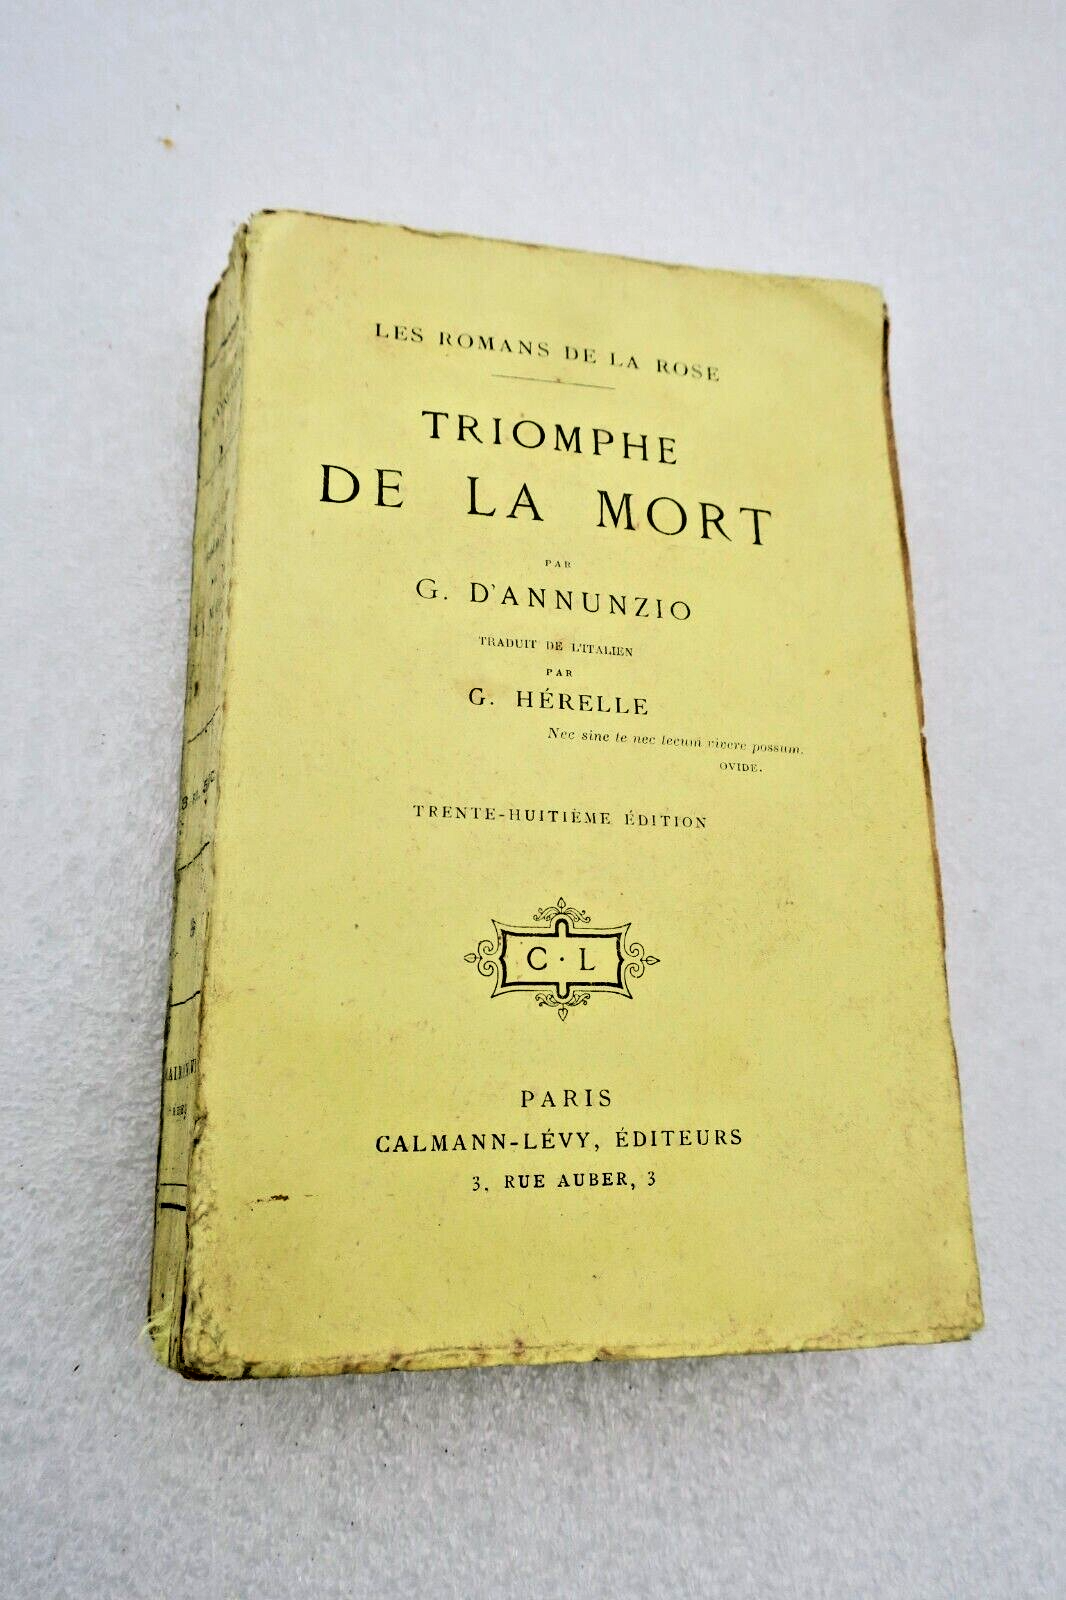 LES ROMANS DE LA ROSE
TRIOMPHE
DE LA MORT
PAR
G. D'ANNUNZIO
TRADUIT DE L'ITALIEN
PAR
G. HÉRELLE
Nec sine te nec tecum vivere possum.
OVIDE.
TRENTE-HUITIÈME ÉDITION
C · L
PARIS
CALMANN-LÉVY, ÉDITEURS
3, RUE AUBER, 3